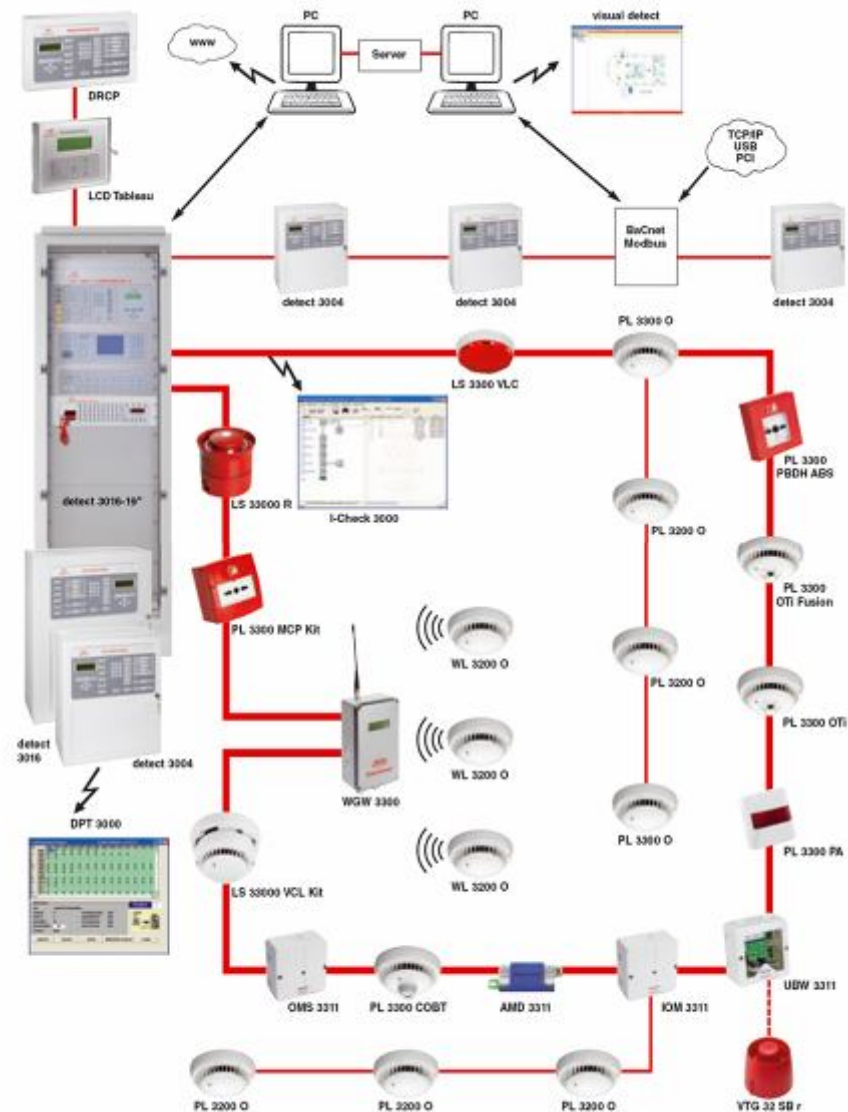 PC
PC
visual detect
www
Server
DRCP
TCP/IP
USB
PCI
LCD Tableau
BaCnet
Modbus
detect 3004
detect 3004
detect 3004
PL 3300 O
LS 3300 VLC
PL 3300
PBDH ABS
detect 3016-19"
LS 33000 R
I-Check 3000
PL 3200 O
PL 3300
OTi Fusion
PL 3300 MCP Kit
WL 3200 O
PL 3200 O
PL 3300 OTi
detect
3016
detect 3004
WL 3200 O
WGW 3300
DPT 3000
PL 3300 O
PL 3300 PA
LS 33000 VCL Kit
WL 3200 O
OMS 3311
PL 3300 COBT
AMD 3311
IOM 3311
UBW 3311
PL 3200 O
PL 3200 O
PL 3200 O
VTG 32 SB r